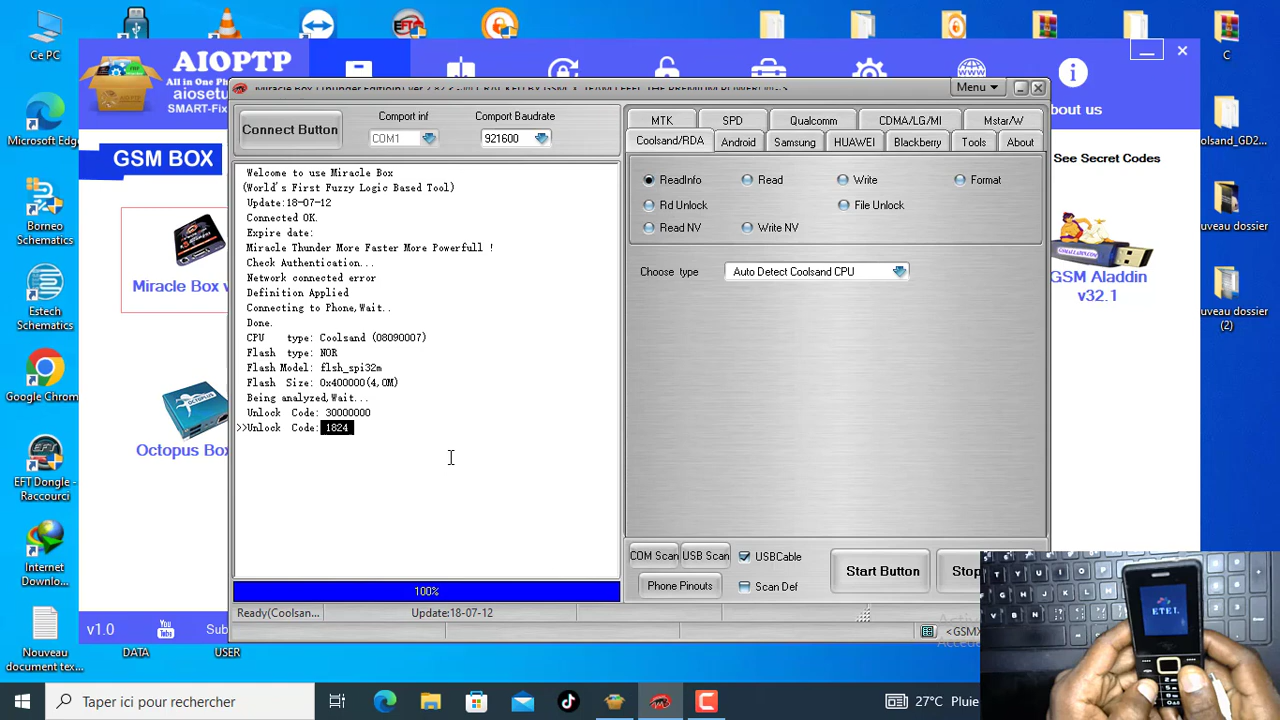 Ce PC
C
AIOPTP
All in One Ph
aiosetu
SMART-Fix
bout us
Menu
Microsoft Edge
GSM BOX
See Secret Codes
olsand_GD2...
Connect Button
Comport inf
COM1
Comport Baudrate
921600
MTK
SPD
Qualcomm
CDMA/LG/MI
Mstar/W
Coolsand/RDA
Android
Samsung
HUAWEI
Blackberry
Tools
About
Welcome to use Miracle Box
(World's First Fuzzy Logic Based Tool)
Update:18-07-12
Connected OK.
Expire date:
Miracle Thunder More Faster More Powerfull !
Check Authentication...
Network connected error
Definition Applied
Connecting to Phone,Wait..
Done.
CPU type: Coolsand (08090007)
Flash type: NOR
Flash Model: flsh_spi32m
Flash Size: 0x400000(4,0M)
Being analyzed,Wait...
Unlock Code: 30000000
>>Unlock Code: 1824
ReadInfo
Read
Write
Format
Rd Unlock
File Unlock
Read NV
Write NV
Choose type
Auto Detect Coolsand CPU
Borneo
Schematics
Miracle Box v
uveau dossier
GSM Aladdin
v32.1
Estech
Schematics
uveau dossier
(2)
Google Chrome
Octopus Bo
EFT Dongle -
Raccourci
Internet
Downlo...
COM Scan
USB Scan
USBCable
Phone Pinouts
Scan Def
Start Button
Stop
100%
Ready(Coolsan...
Update:18-07-12
<GSMX
v1.0
You
Tube
Sub
Nouveau
document tex...
DATA
USER
ETEL
Taper ici pour rechercher
27°C Pluie